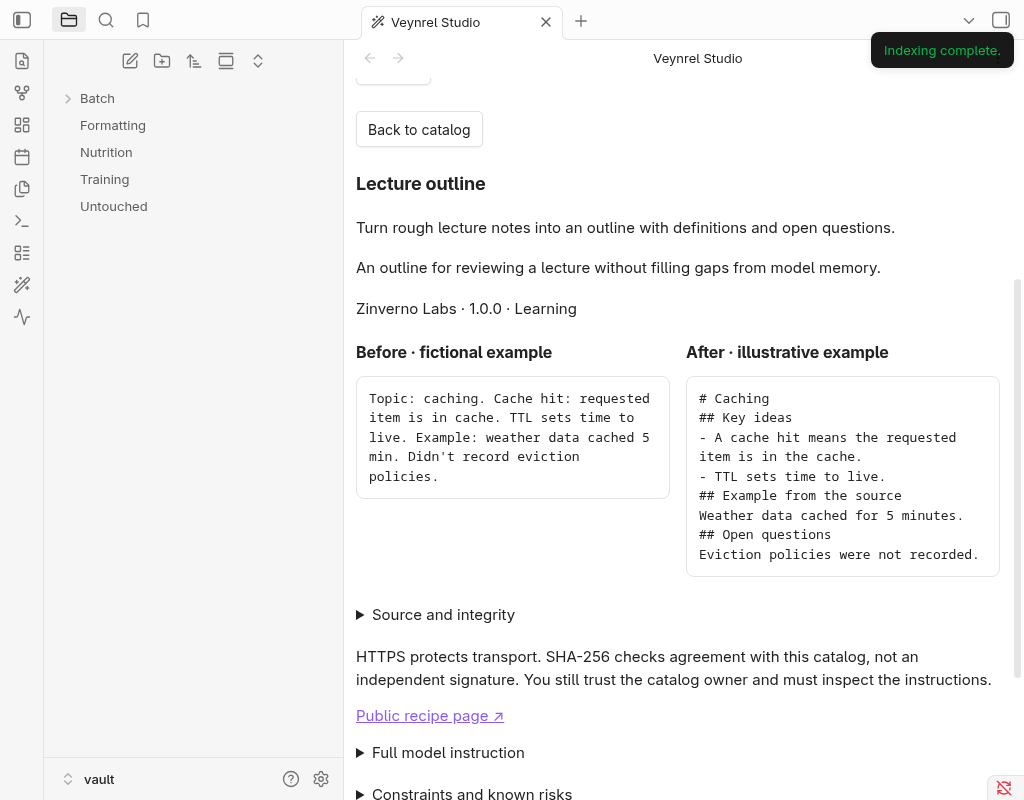 Veynrel Studio
Veynrel Studio
Indexing complete.
Batch
Formatting
Nutrition
Training
Untouched
Back to catalog
Lecture outline
Turn rough lecture notes into an outline with definitions and open questions.
An outline for reviewing a lecture without filling gaps from model memory.
Zinverno Labs · 1.0.0 · Learning
Before · fictional example
Topic: caching. Cache hit: requested
item is in cache. TTL sets time to
live. Example: weather data cached 5
min. Didn't record eviction
policies.
After · illustrative example
# Caching
## Key ideas
- A cache hit means the requested
item is in the cache.
- TTL sets time to live.
## Example from the source
Weather data cached for 5 minutes.
## Open questions
Eviction policies were not recorded.
Source and integrity
HTTPS protects transport. SHA-256 checks agreement with this catalog, not an
independent signature. You still trust the catalog owner and must inspect the instructions.
Public recipe page ↗
Full model instruction
Constraints and known risks
vault